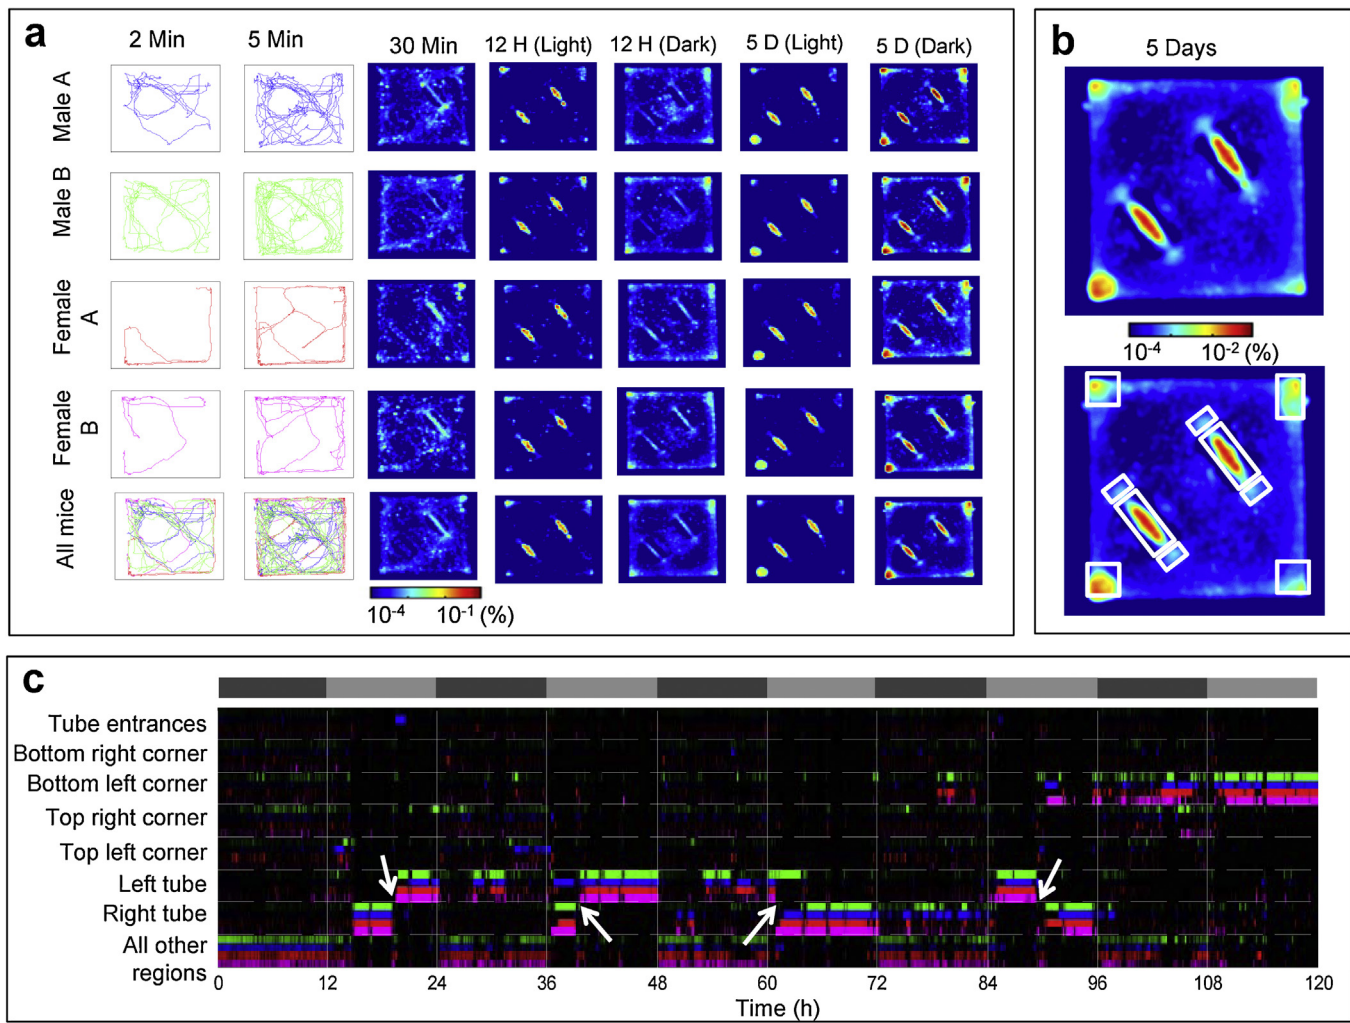 a
2 Min 5 Min 30 Min 12 H (Light) 12 H (Dark) 5 D (Light) 5 D (Dark)
Male A
Male B
Female
A
Female
B
All mice
10-4 10-1 (%)
b
5 Days
10-4 10-2 (%)
c
Tube entrances
Bottom right corner
Bottom left corner
Top right corner
Top left corner
Left tube
Right tube
All other
regions
0 12 24 36 48 60 72 84 96 108 120
Time (h)